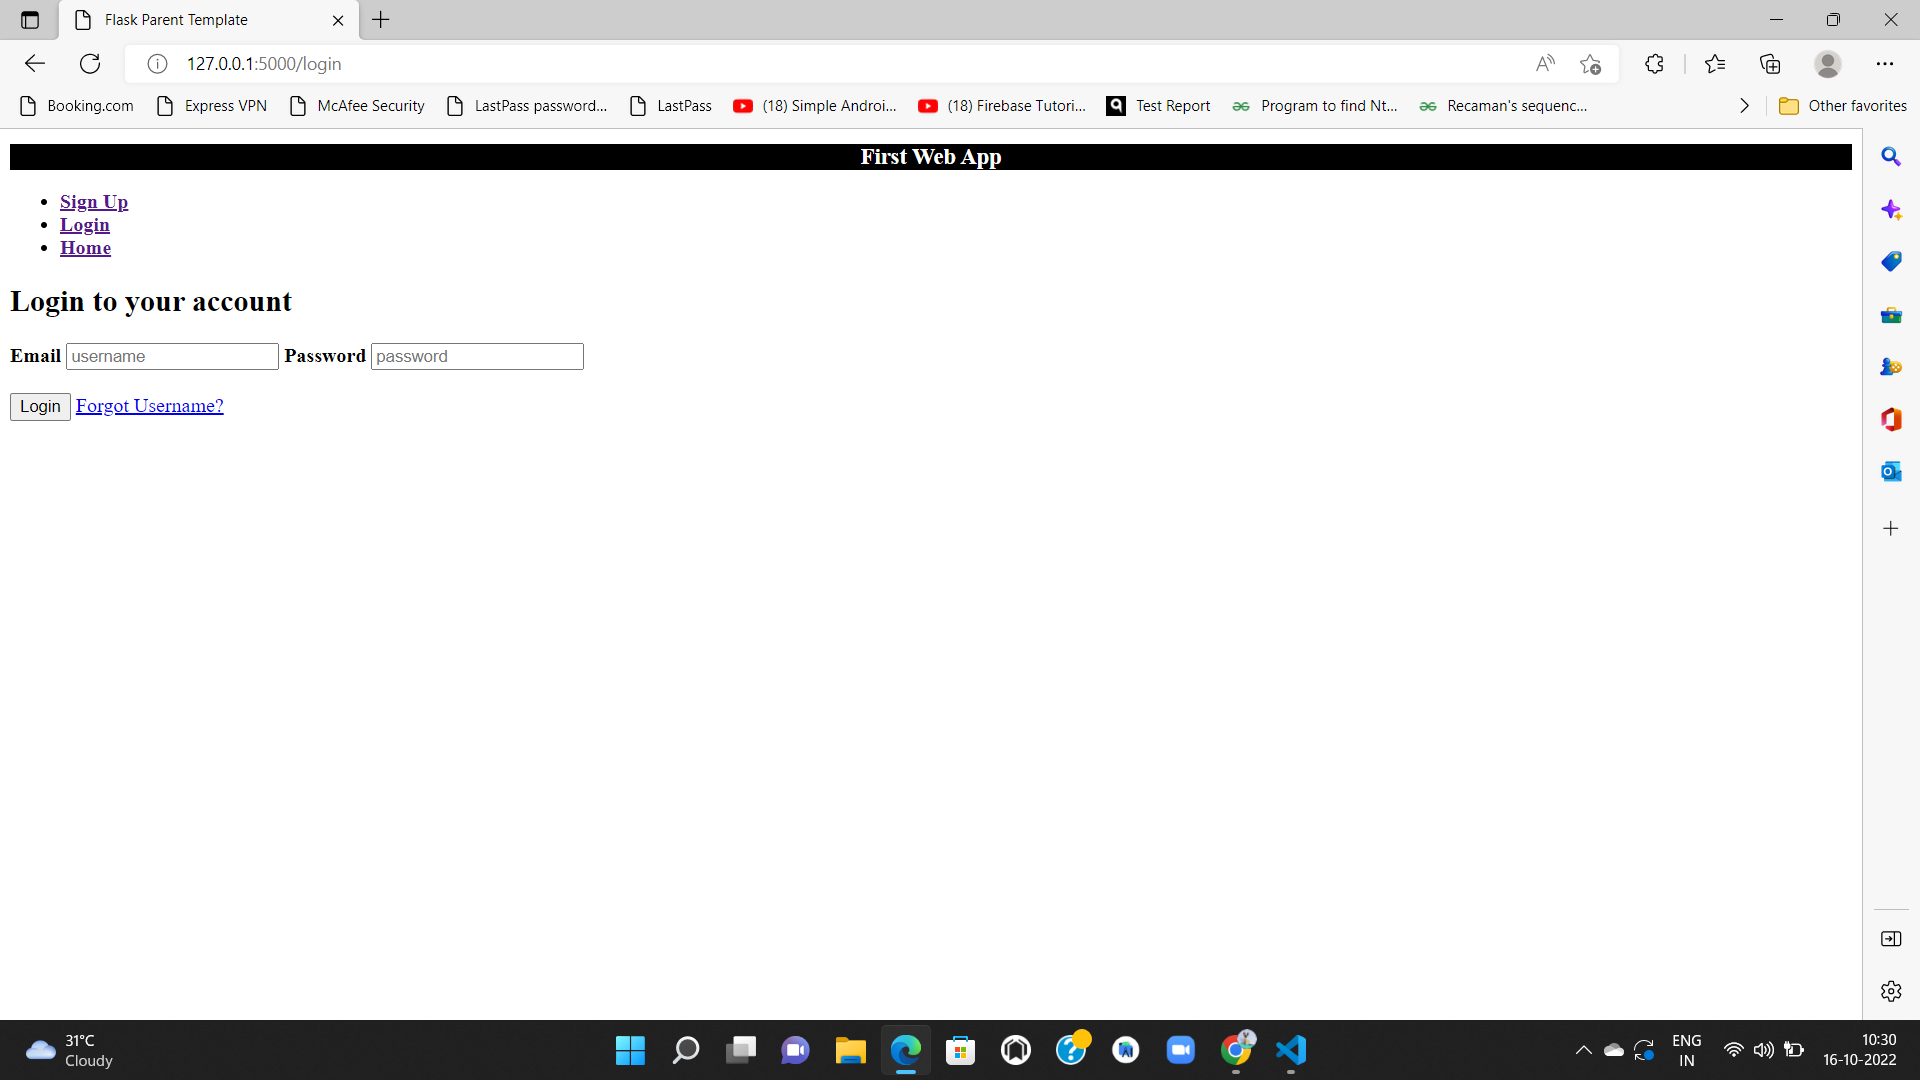 Flask Parent Template
127.0.0.1:5000/login
Booking.com Express VPN McAfee Security LastPass password... LastPass (18) Simple Androi... (18) Firebase Tutori... Test Report Program to find Nt... Recaman's sequenc... Other favorites
First Web App
Sign Up
Login
Home
Login to your account
Email username Password password
Login Forgot Username?
31°C
Cloudy
ENG
IN
10:30
16-10-2022